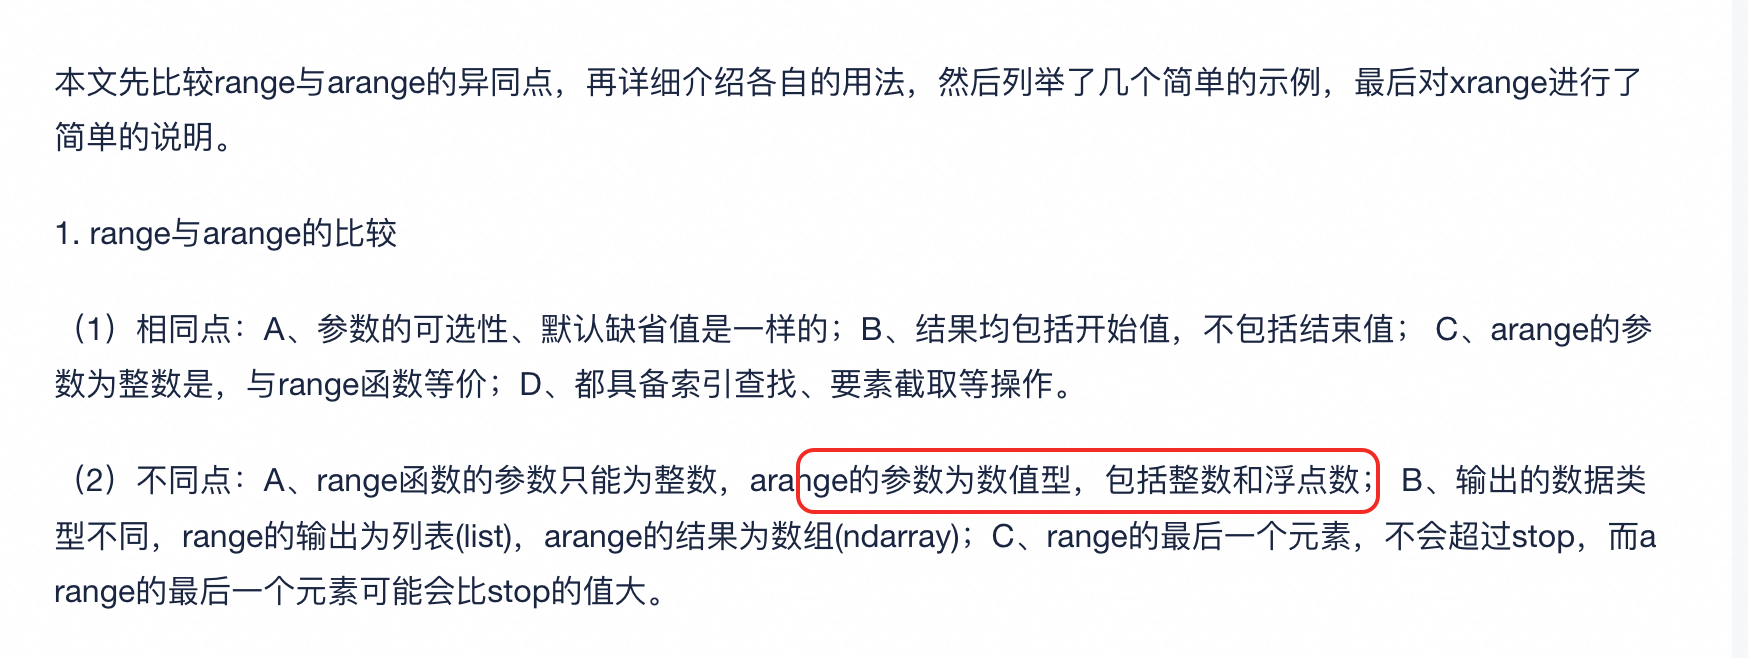 本文先比较range与arange的异同点，再详细介绍各自的用法，然后列举了几个简单的示例，最后对xrange进行了
简单的说明。
1. range与arange的比较
（1）相同点：A、参数的可选性、默认缺省值是一样的；B、结果均包括开始值，不包括结束值； C、arange的参
数为整数是，与range函数等价；D、都具备索引查找、要素截取等操作。
（2）不同点：A、range函数的参数只能为整数，arange的参数为数值型，包括整数和浮点数； B、输出的数据类
型不同，range的输出为列表(list)，arange的结果为数组(ndarray)；C、range的最后一个元素，不会超过stop，而a
range的最后一个元素可能会比stop的值大。